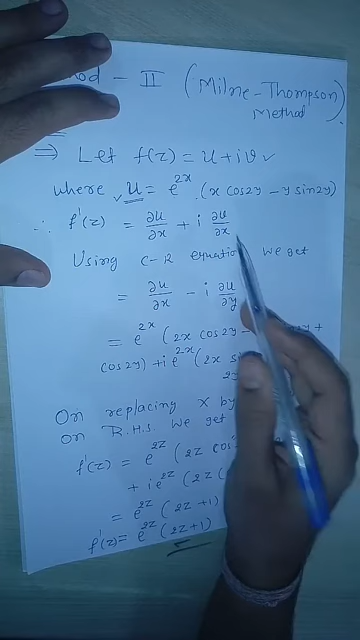 - II (Milne-Thompson Method)
⇒ Let f(z) = u + iv
where u = e^2x . (x cos2y - y sin2y)
∴ f'(z) = ∂u/∂x + i ∂v/∂x
Using C-R equation we get
= ∂u/∂x - i ∂u/∂y
= e^2x (2x cos2y - +
cos2y) + ie^2x (2x
On replacing x by
on R.H.S. we get
f'(z) = e^2z (2z
+ ie^2z (2z
= e^2z (2z+1)
f'(z) = e^2z (2z+1)